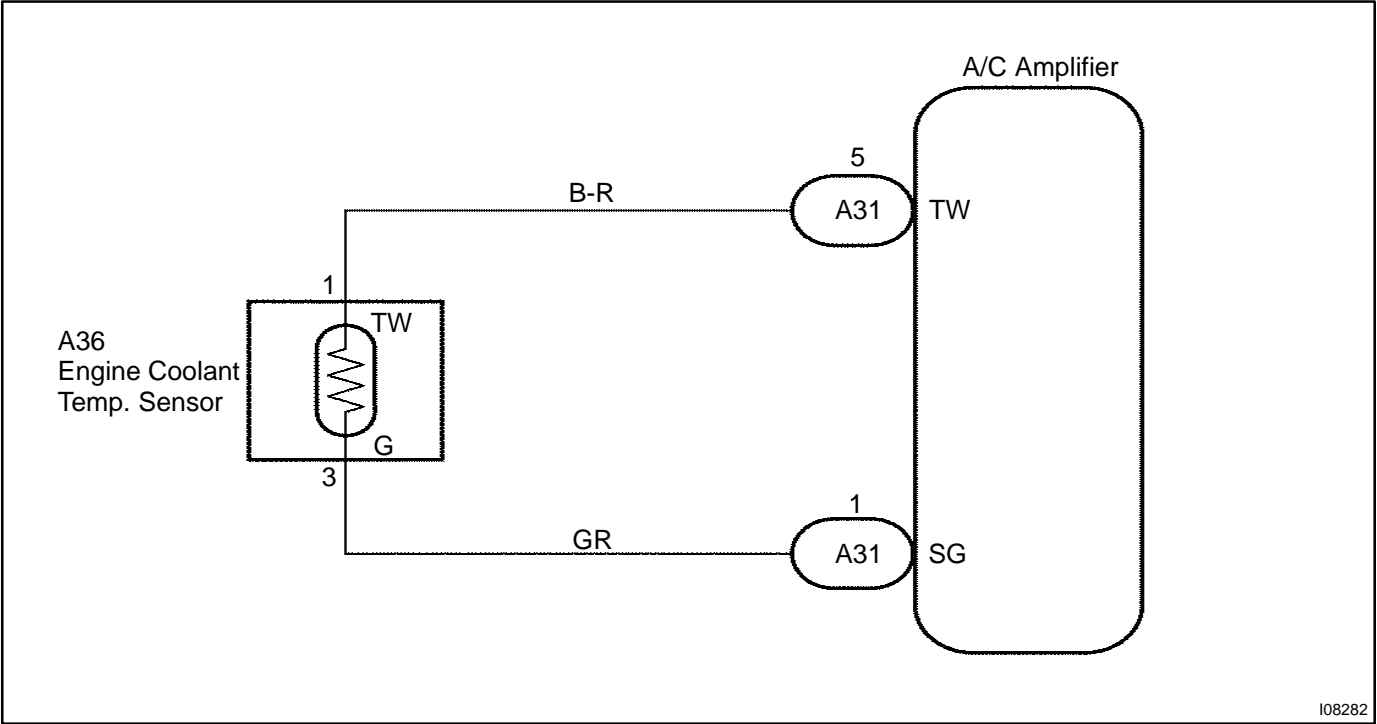 A/C Amplifier
5
B-R
A31
TW
1
TW
A36
Engine Coolant
Temp. Sensor
G
3
1
GR
A31
SG
I08282